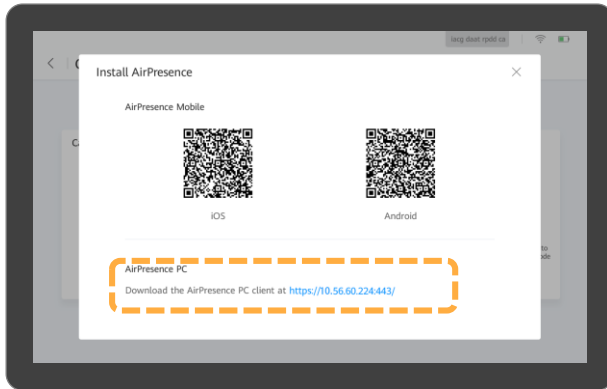 Install AirPresence
AirPresence Mobile
iOS
Android
to
AirPresence PC
Download the AirPresence PC client at https://10.56.60.224:443/